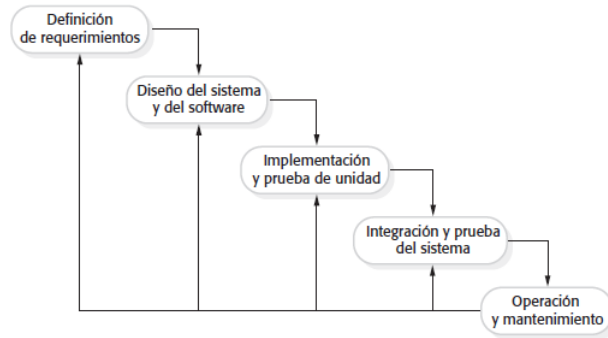 Definición
de requerimientos
Diseño del sistema
y del software
Implementación
y prueba de unidad
Integración y prueba
del sistema
Operación
y mantenimiento